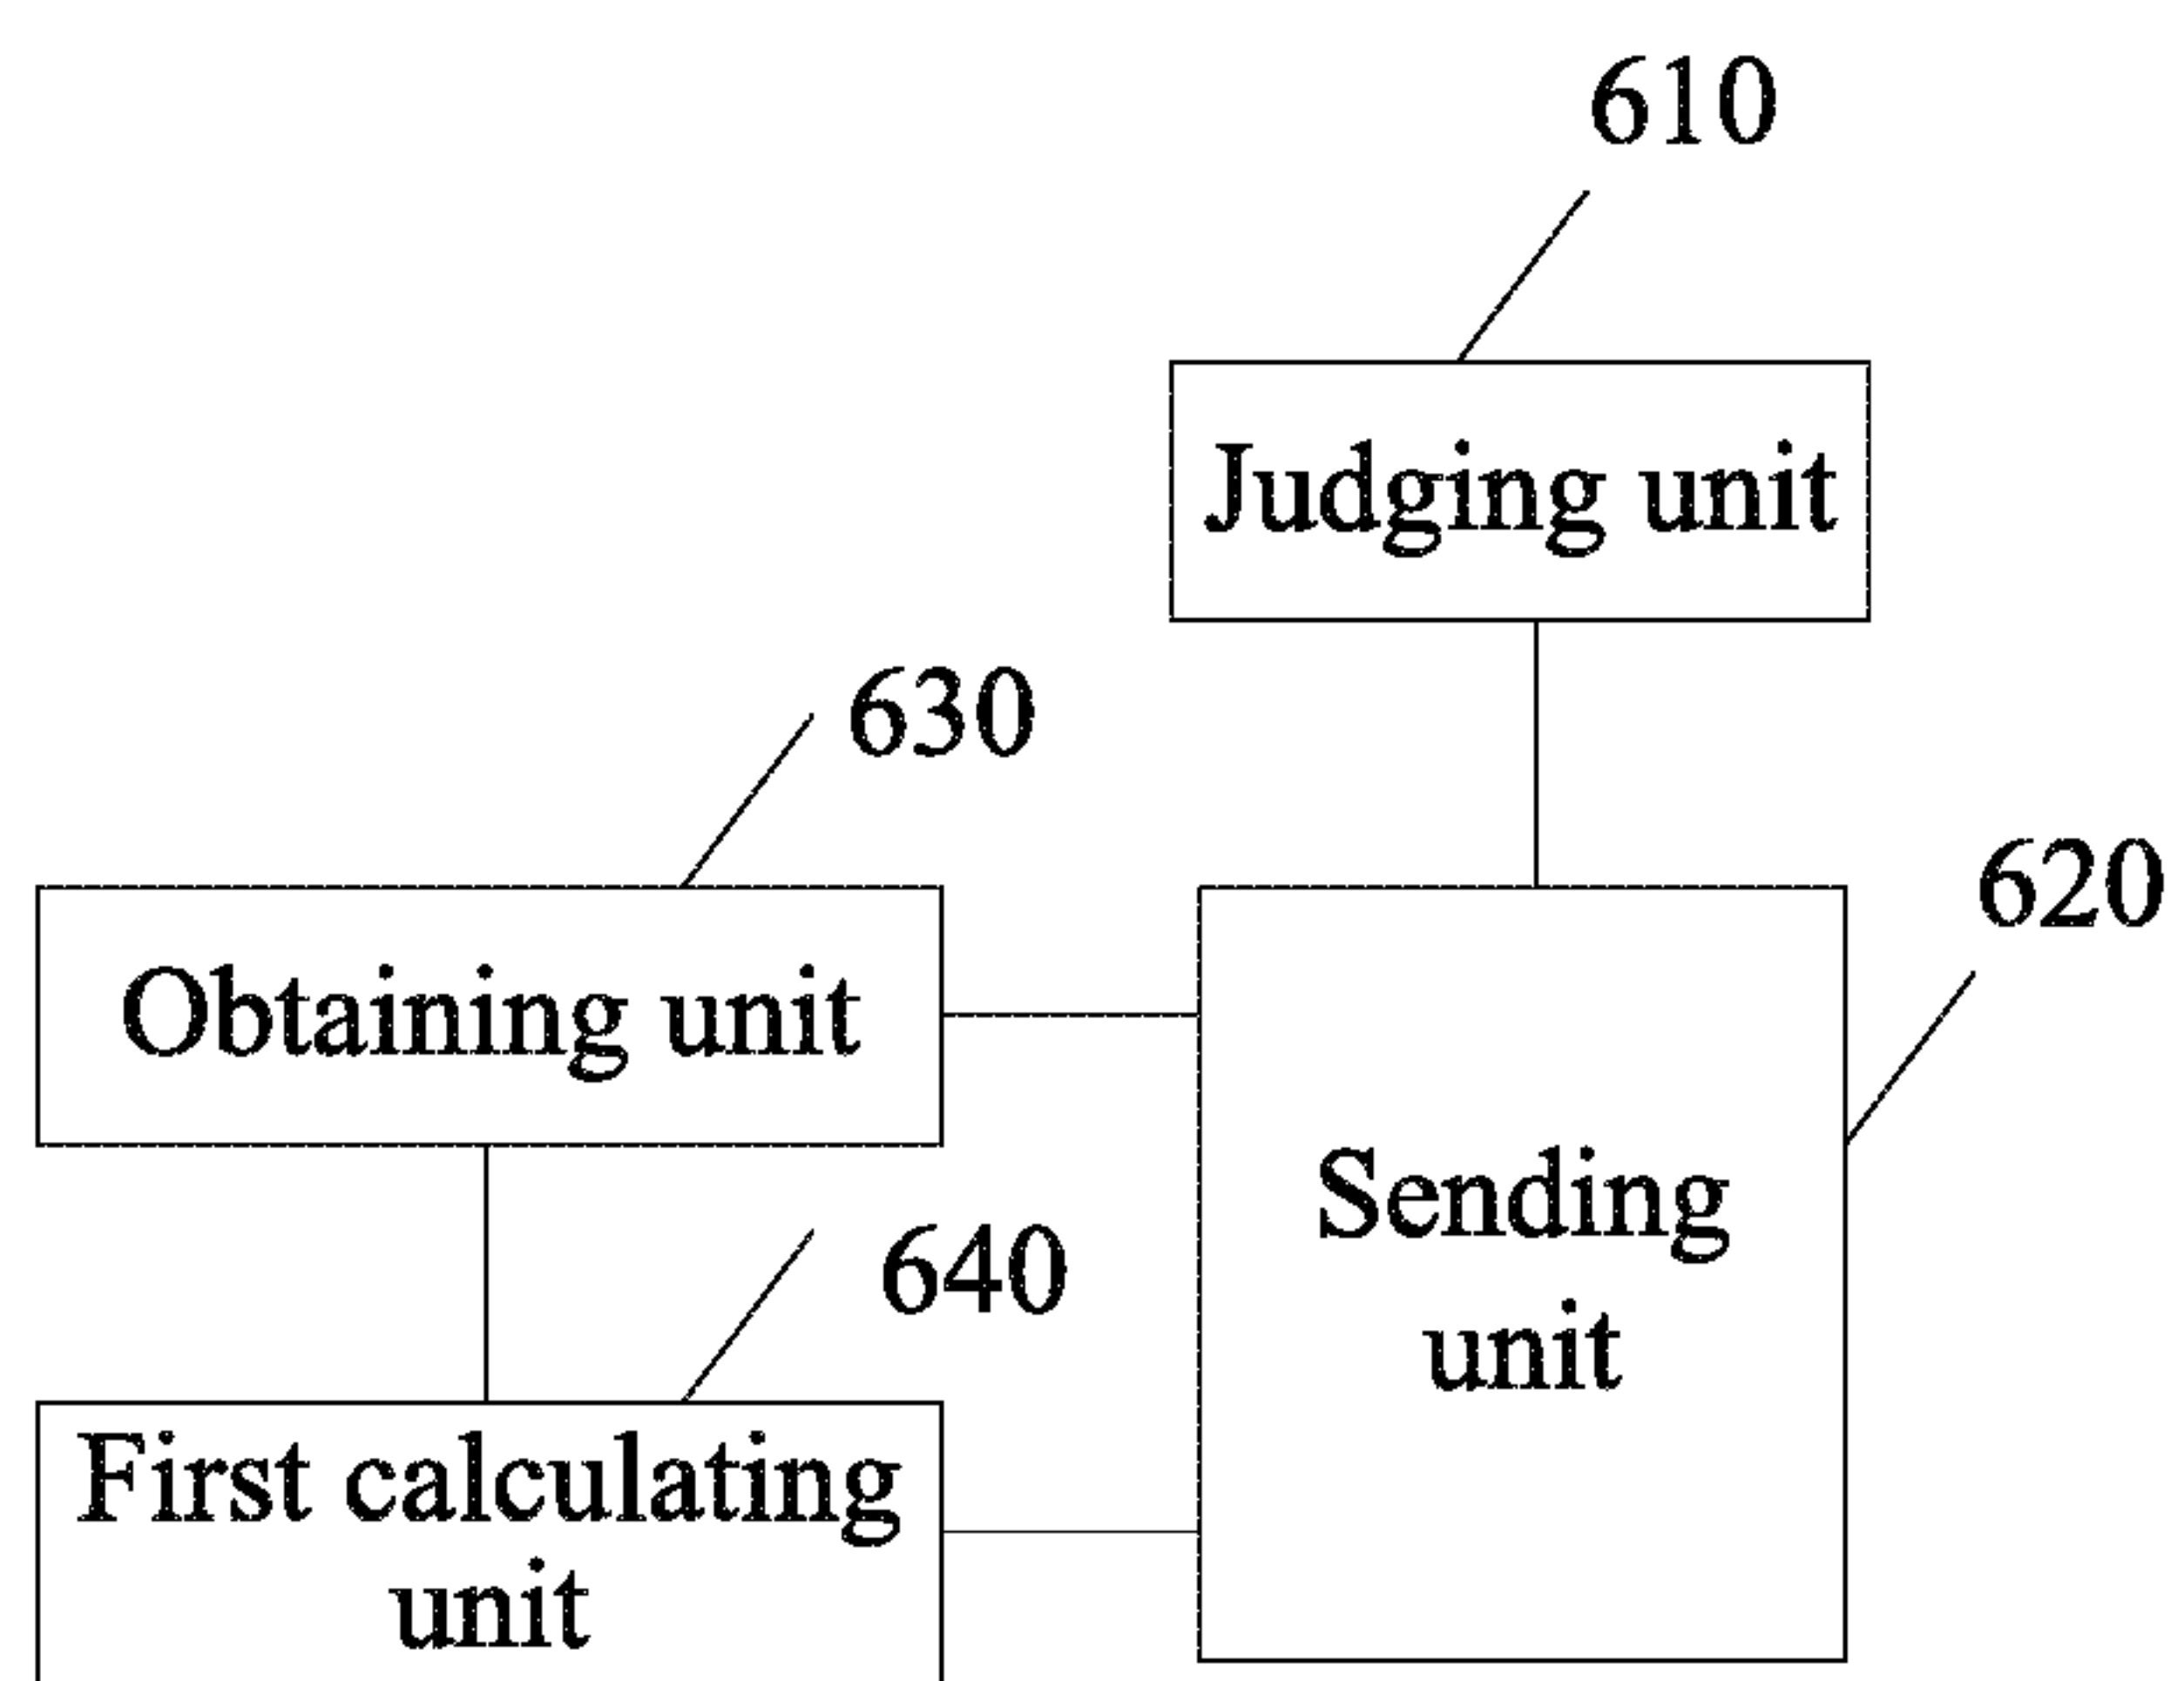 610
Judging unit
630
620
Obtaining unit
Sending
unit
640
First calculating
unit